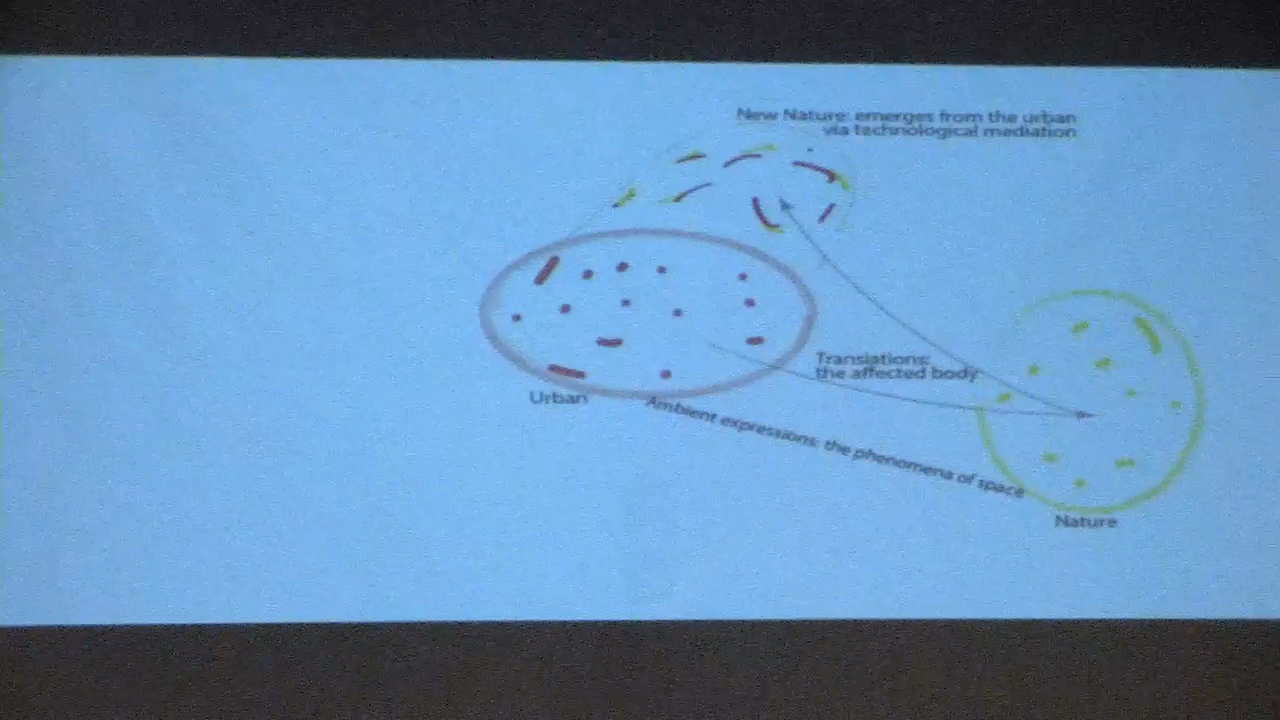 New Nature: emerges from the urban
via technological mediation
Translations:
the affected body
Urban
Ambient expressions: the phenomena of space
Nature